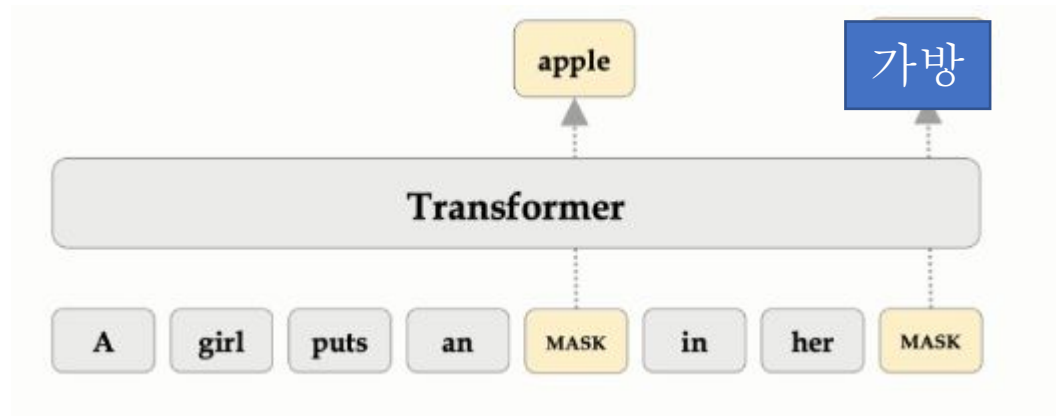 apple 가방
Transformer
A girl puts an MASK in her MASK